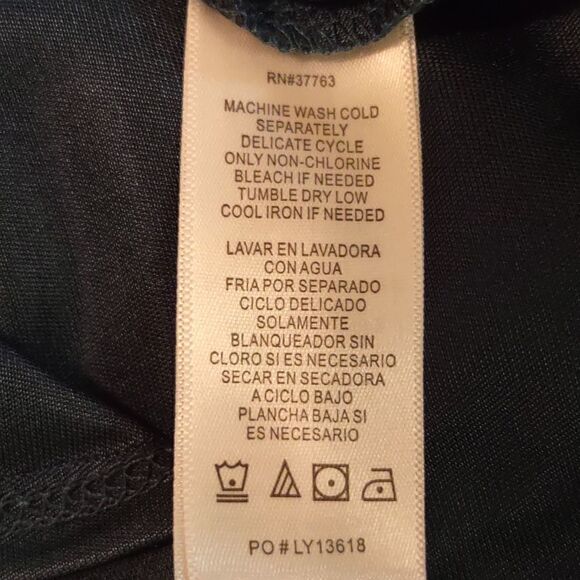 RN#37763
MACHINE WASH COLD
SEPARATELY
DELICATE CYCLE
ONLY NON-CHLORINE
BLEACH IF NEEDED
TUMBLE DRY LOW
COOL IRON IF NEEDED
LAVAR EN LAVADORA
CON AGUA
FRIA POR SEPARADO
CICLO DELICADO
SOLAMENTE
BLANQUEADOR SIN
CLORO SI ES NECESARIO
SECAR EN SECADORA
A CICLO BAJO
PLANCHA BAJA SI
ES NECESARIO
PO # LY13618